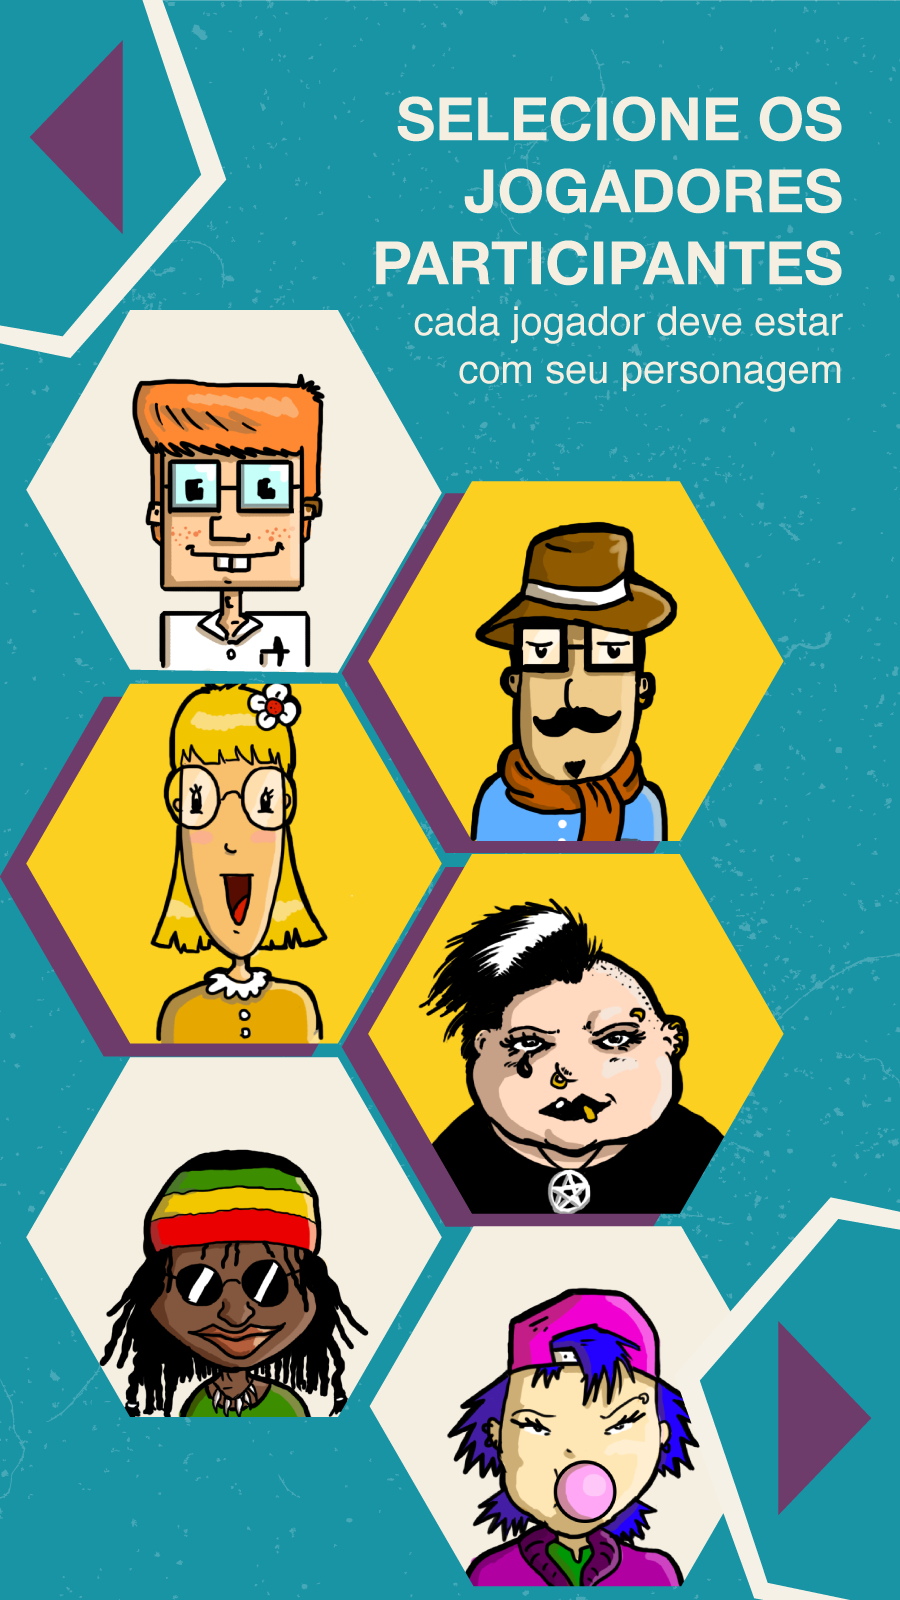 SELECIONE OS
JOGADORES
PARTICIPANTES
cada jogador deve estar
com seu personagem